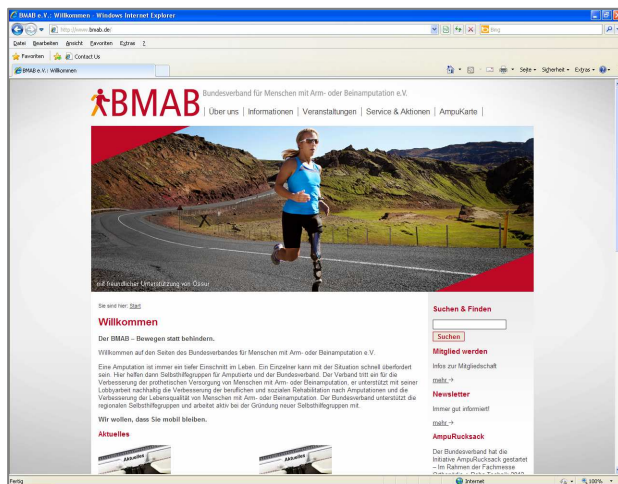 BMAB e.V.: Willkommen - Windows Internet Explorer
http://www.bmab.de/
Bing
Datei Bearbeiten Ansicht Favoriten Extras ?
Favoriten Contact Us
BMAB e.V.: Willkommen
Seite Sicherheit Extras
BMAB
Bundesverband für Menschen mit Arm- oder Beinamputation e.V.
Über uns | Informationen | Veranstaltungen | Service & Aktionen | AmpuKarte |
mit freundlicher Unterstützung von Össur
Sie sind hier: Start
Willkommen
Der BMAB – Bewegen statt behindern.
Willkommen auf den Seiten des Bundesverbandes für Menschen mit Arm- oder Beinamputation e.V.
Eine Amputation ist immer ein tiefer Einschnitt im Leben. Ein Einzelner kann mit der Situation schnell überfordert
sein. Hier helfen dann Selbsthilfegruppen für Amputierte und der Bundesverband. Der Verband tritt ein für die
Verbesserung der prothetischen Versorgung von Menschen mit Arm- oder Beinamputation, er unterstützt mit seiner
Lobbyarbeit nachhaltig die Verbesserung der beruflichen und sozialen Rehabilitation nach Amputationen und die
Verbesserung der Lebensqualität von Menschen mit Arm- oder Beinamputation. Der Bundesverband unterstützt die
regionalen Selbsthilfegruppen und arbeitet aktiv bei der Gründung neuer Selbsthilfegruppen mit.
Wir wollen, dass Sie mobil bleiben.
Aktuelles
Aktuelles
Aktuelles
Suchen & Finden
Suchen
Mitglied werden
Infos zur Mitgliedschaft
mehr →
Newsletter
Immer gut informiert!
mehr →
AmpuRucksack
Der Bundesverband hat die
Initiative AmpuRucksack gestartet
– Im Rahmen der Fachmesse
Fertig
Internet
100%